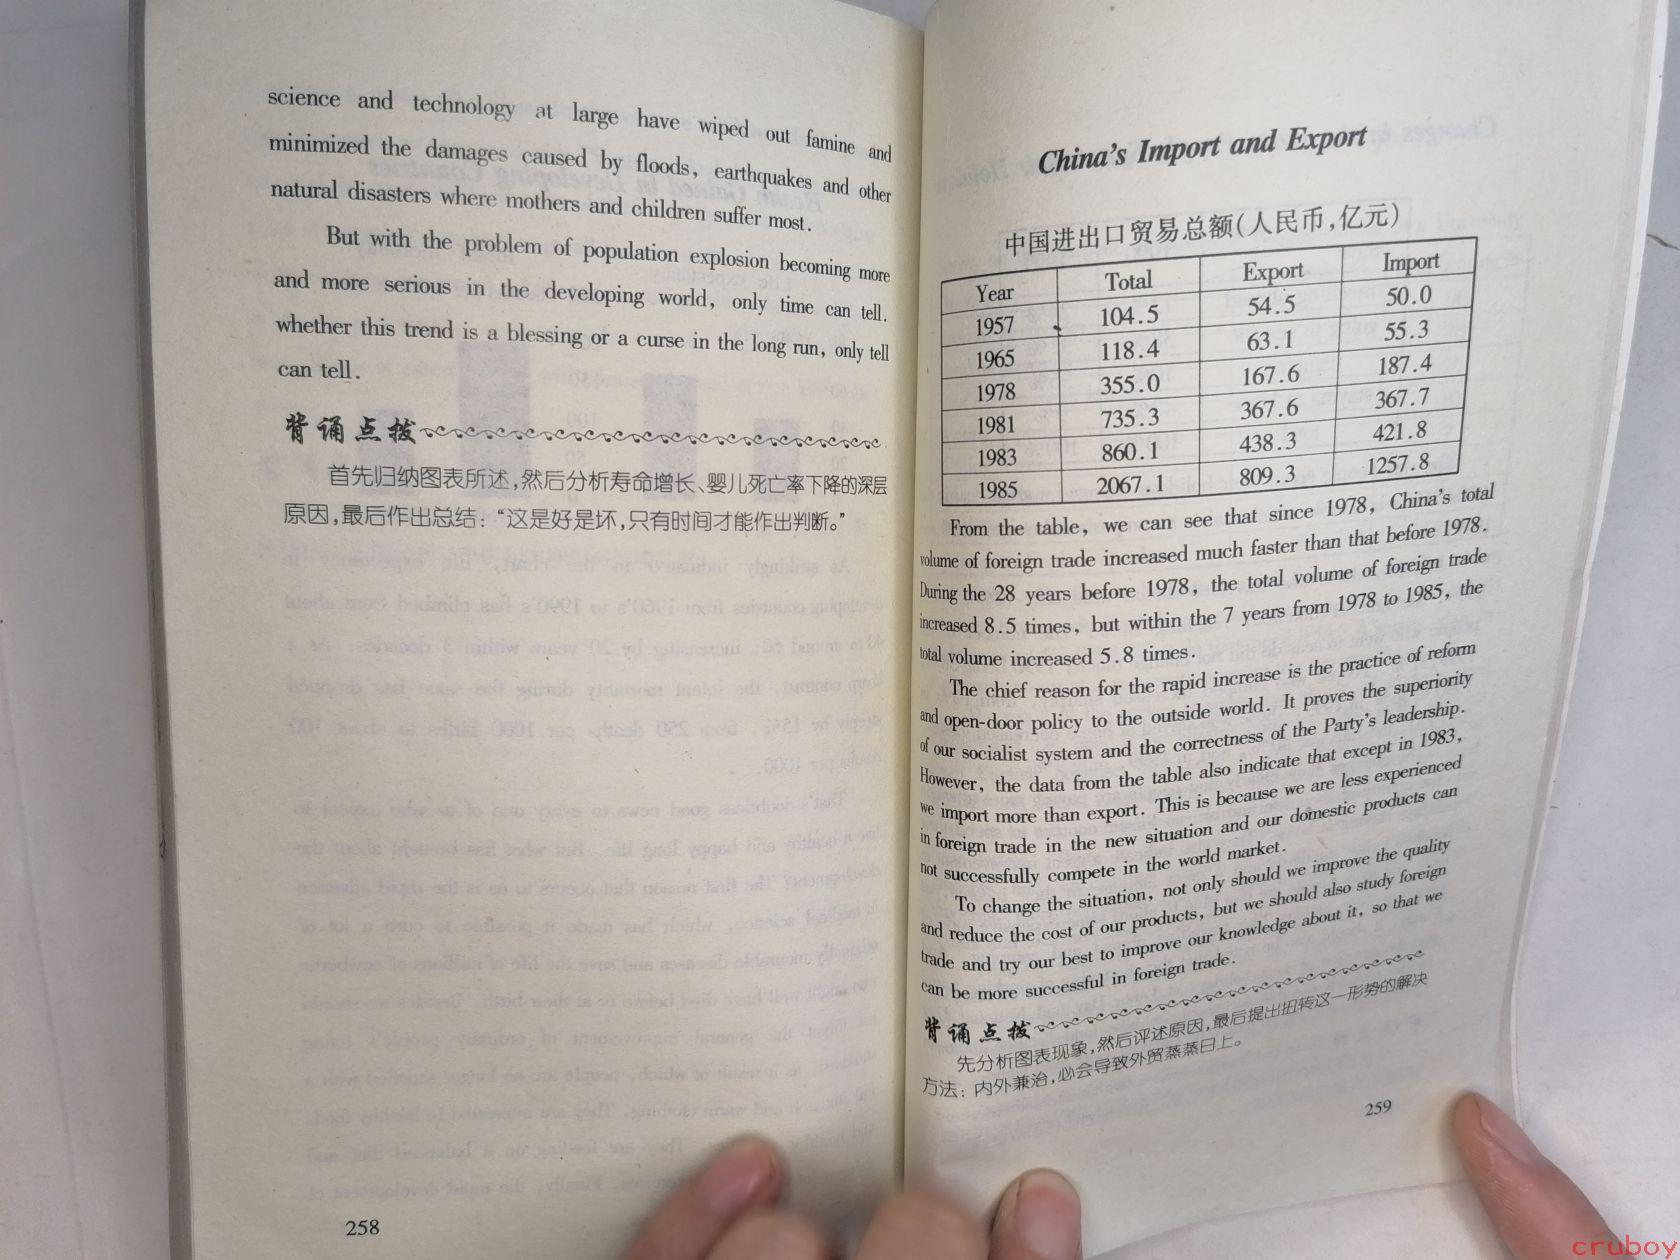 science and technology at large have wiped out famine and
minimized the damages caused by floods, earthquakes and other
natural disasters where mothers and children suffer most.
But with the problem of population explosion becoming more
and more serious in the developing world, only time can tell.
whether this trend is a blessing or a curse in the long run, only tell
can tell.
背诵点拨
首先归纳图表所述,然后分析寿命增长、婴儿死亡率下降的深层
原因,最后作出总结:“这是好是坏,只有时间才能作出判断。”
258
China's Import and Export
中国进出口贸易总额(人民币,亿元)
Year Total Export Import
1957 104.5 54.5 50.0
1965 118.4 63.1 55.3
1978 355.0 167.6 187.4
1981 735.3 367.6 367.7
1983 860.1 438.3 421.8
1985 2067.1 809.3 1257.8
From the table, we can see that since 1978, China's total
volume of foreign trade increased much faster than that before 1978.
During the 28 years before 1978, the total volume of foreign trade
increased 8.5 times, but within the 7 years from 1978 to 1985, the
total volume increased 5.8 times.
The chief reason for the rapid increase is the practice of reform
and open-door policy to the outside world. It proves the superiority
of our socialist system and the correctness of the Party's leadership.
However, the data from the table also indicate that except in 1983,
we import more than export. This is because we are less experienced
in foreign trade in the new situation and our domestic products can
not successfully compete in the world market.
To change the situation, not only should we improve the quality
and reduce the cost of our products, but we should also study foreign
trade and try our best to improve our knowledge about it, so that we
can be more successful in foreign trade.
背诵点拨
先分析图表现象,然后评述原因,最后提出扭转这一形势的解决
方法:内外兼治,必会导致外贸蒸蒸日上。
259
cruboy